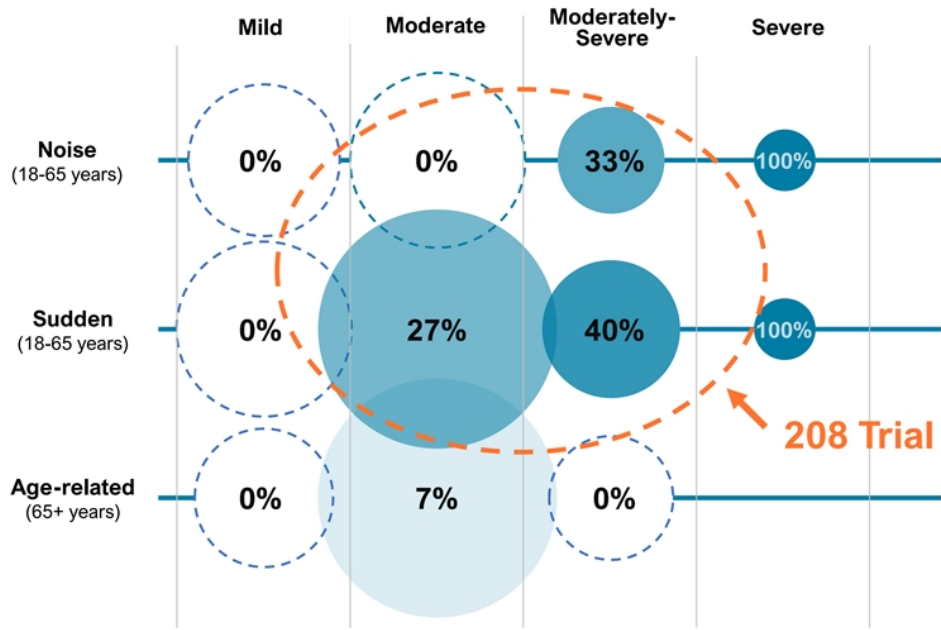 Mild
Moderate
Moderately-
Severe
Severe
Noise
(18-65 years)
0%
0%
33%
100%
Sudden
(18-65 years)
0%
27%
40%
100%
208 Trial
Age-related
(65+ years)
0%
7%
0%